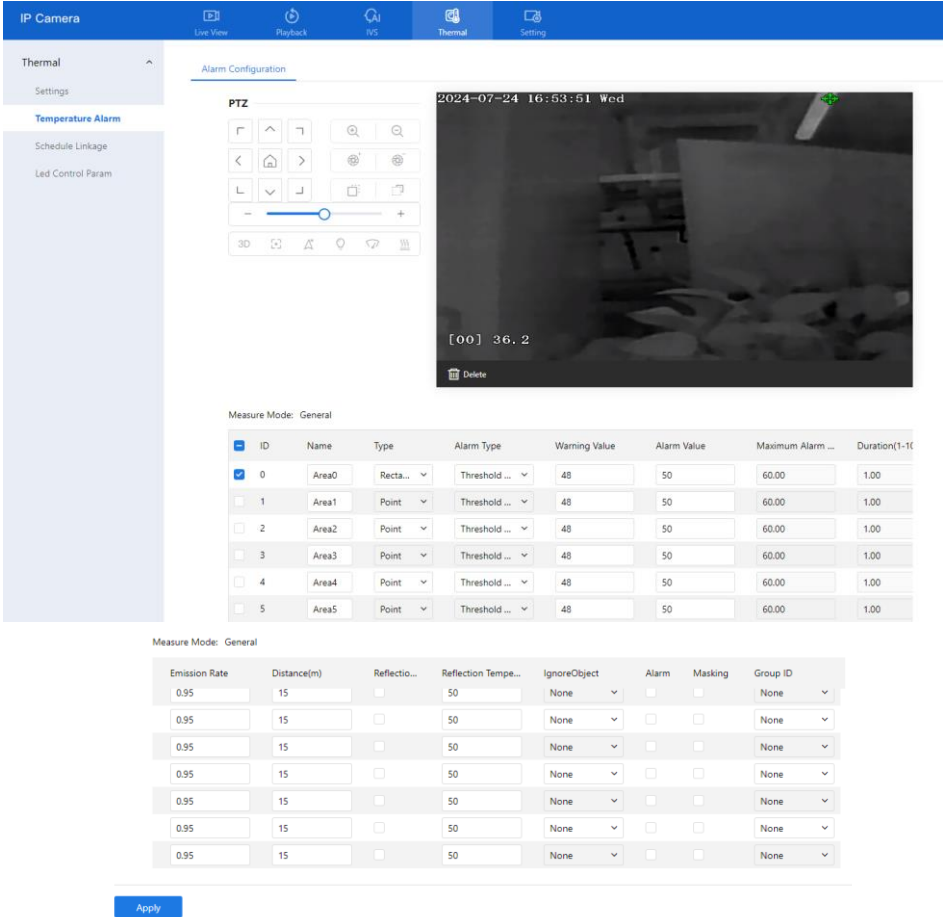 IP Camera
Live View
Playback
IVS
Thermal
Setting
Thermal
Settings
Temperature Alarm
Schedule Linkage
Led Control Param
Alarm Configuration
PTZ
3D
2024-07-24 16:53:51 Wed
[00] 36.2
Delete
Measure Mode: General
ID Name Type Alarm Type Warning Value Alarm Value Maximum Alarm ... Duration(1-10
0 Area0 Recta... Threshold ... 48 50 60.00 1.00
1 Area1 Point Threshold ... 48 50 60.00 1.00
2 Area2 Point Threshold ... 48 50 60.00 1.00
3 Area3 Point Threshold ... 48 50 60.00 1.00
4 Area4 Point Threshold ... 48 50 60.00 1.00
5 Area5 Point Threshold ... 48 50 60.00 1.00
Measure Mode: General
Emission Rate Distance(m) Reflectio... Reflection Tempe... IgnoreObject Alarm Masking Group ID
0.95 15 50 None None
0.95 15 50 None None
0.95 15 50 None None
0.95 15 50 None None
0.95 15 50 None None
0.95 15 50 None None
0.95 15 50 None None
Apply